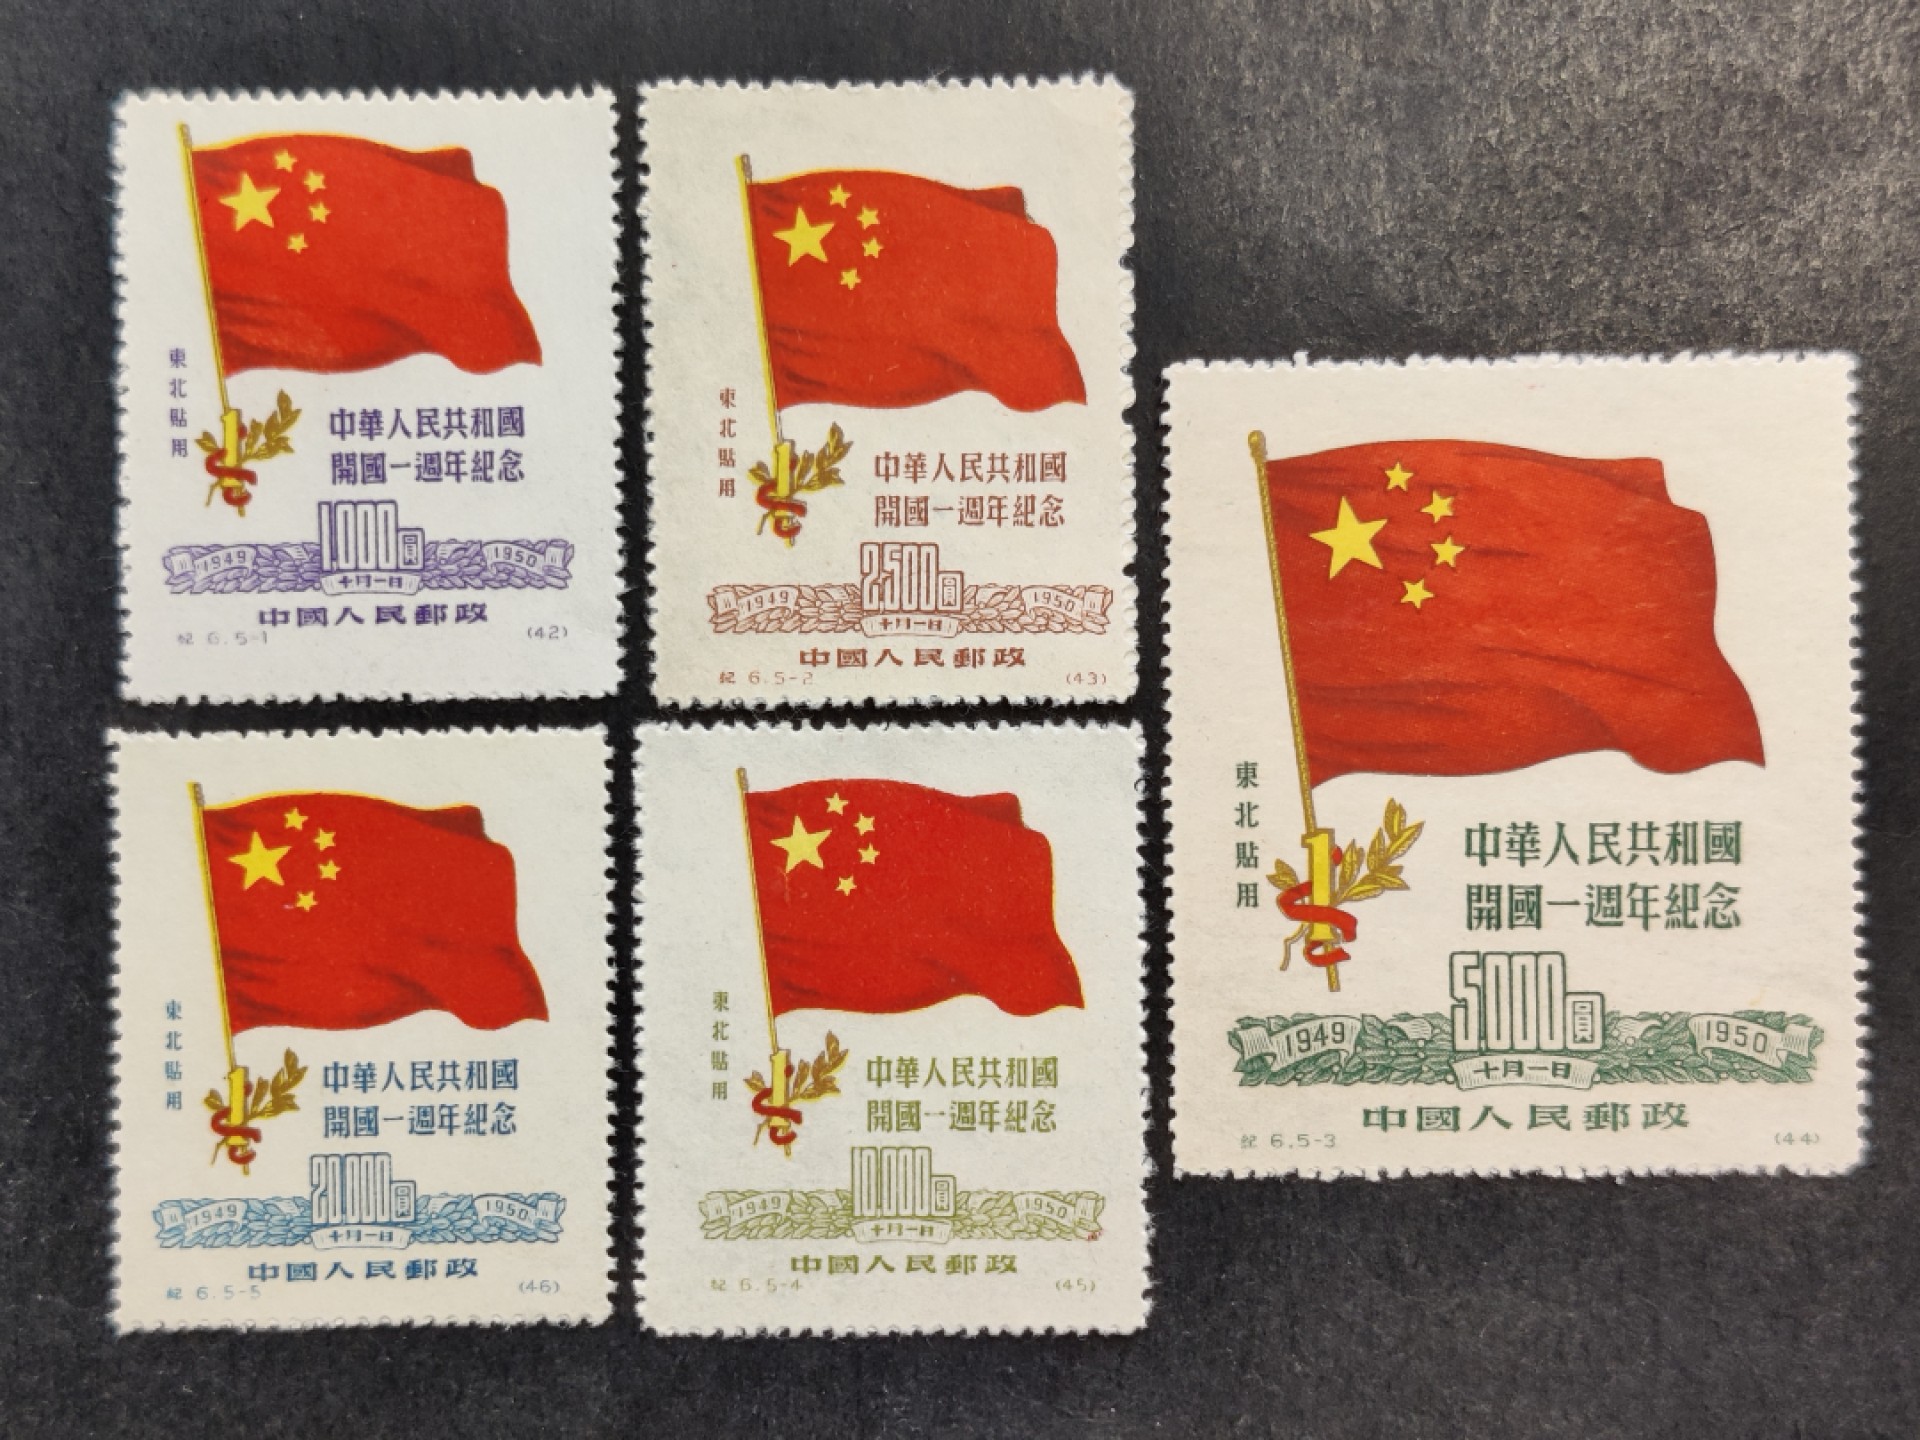 東北貼用
中華人民共和國
開國一週年紀念
1,000圓
1949 1950
十月一日
中國人民郵政
紀 6.5-1 (42)
東北貼用
中華人民共和國
開國一週年紀念
2,500圓
1949 1950
十月一日
中國人民郵政
紀 6.5-2 (43)
東北貼用
中華人民共和國
開國一週年紀念
5,000圓
1949 1950
十月一日
中國人民郵政
紀 6.5-3 (44)
東北貼用
中華人民共和國
開國一週年紀念
20,000圓
1949 1950
十月一日
中國人民郵政
紀 6.5-5 (46)
東北貼用
中華人民共和國
開國一週年紀念
10,000圓
1949 1950
十月一日
中國人民郵政
紀 6.5-4 (45)